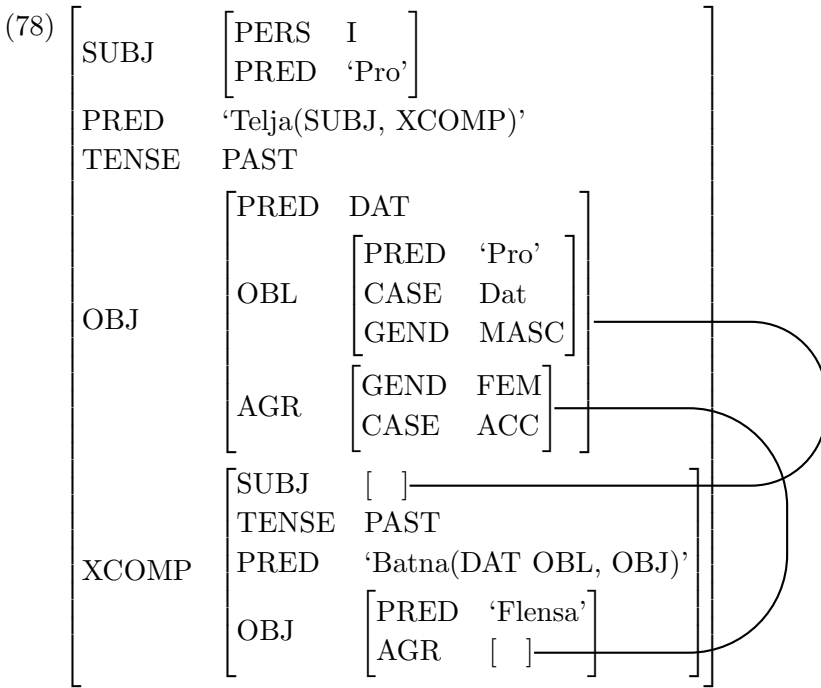 (78)
SUBJ [PERS I
PRED ‘Pro’]
PRED ‘Telja(SUBJ, XCOMP)’
TENSE PAST
OBJ [PRED DAT
OBL [PRED ‘Pro’
CASE Dat
GEND MASC]
AGR [GEND FEM
CASE ACC]]
XCOMP [SUBJ [ ]
TENSE PAST
PRED ‘Batna(DAT OBL, OBJ)’
OBJ [PRED ‘Flensa’
AGR [ ]]]